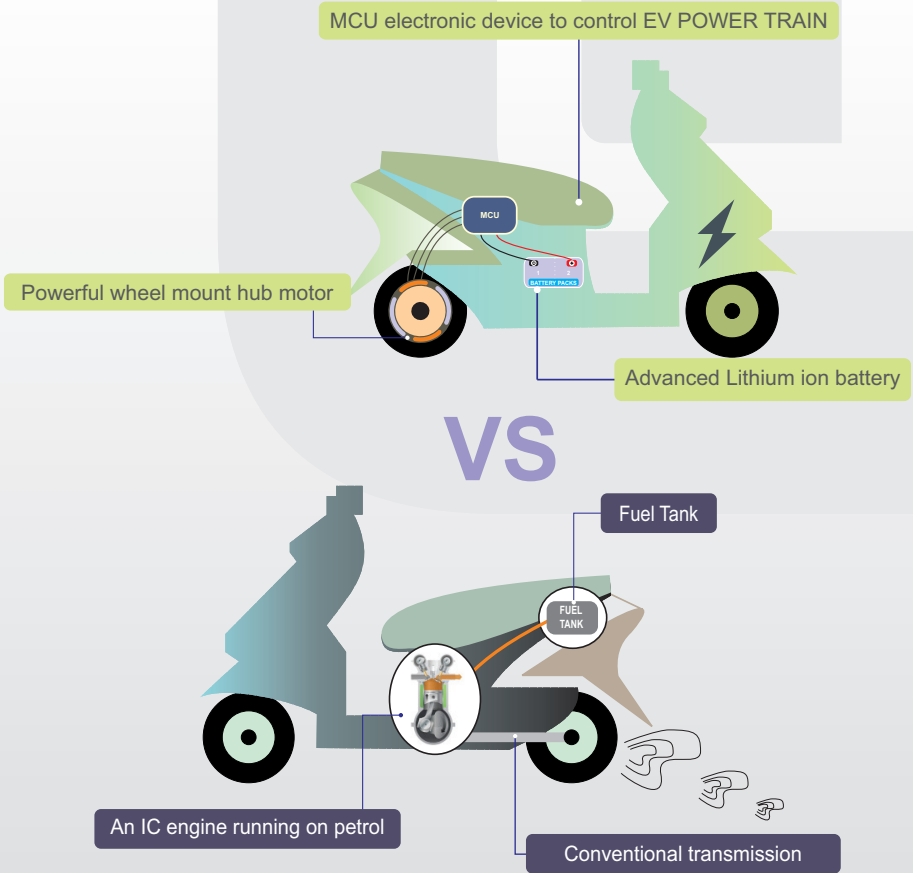 MCU electronic device to control EV POWER TRAIN
MCU
1 2
BATTERY PACKS
Powerful wheel mount hub motor
Advanced Lithium ion battery
VS
Fuel Tank
FUEL
TANK
An IC engine running on petrol
Conventional transmission